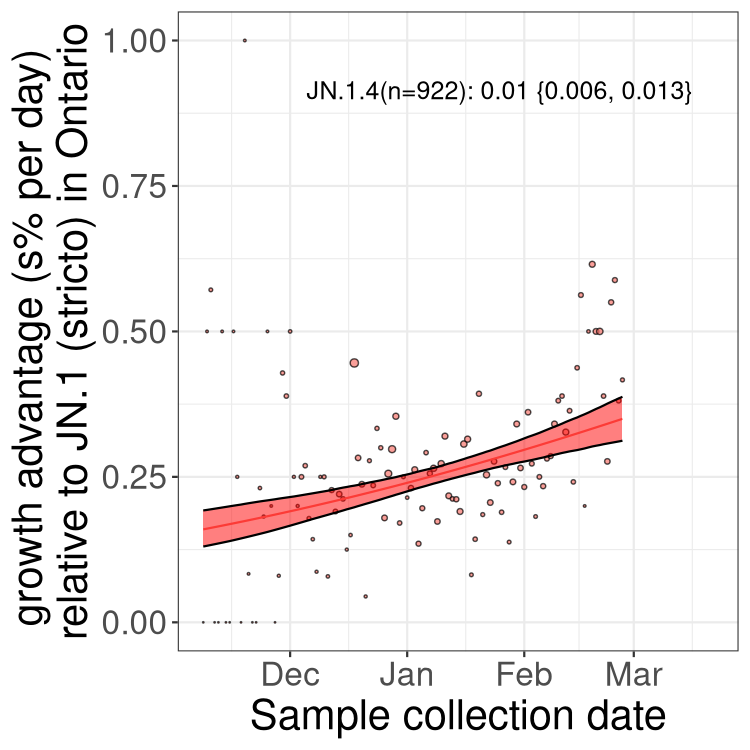 growth advantage (s% per day)
relative to JN.1 (stricto) in Ontario
1.00
0.75
0.50
0.25
0.00
JN.1.4(n=922): 0.01 {0.006, 0.013}
Dec Jan Feb Mar
Sample collection date